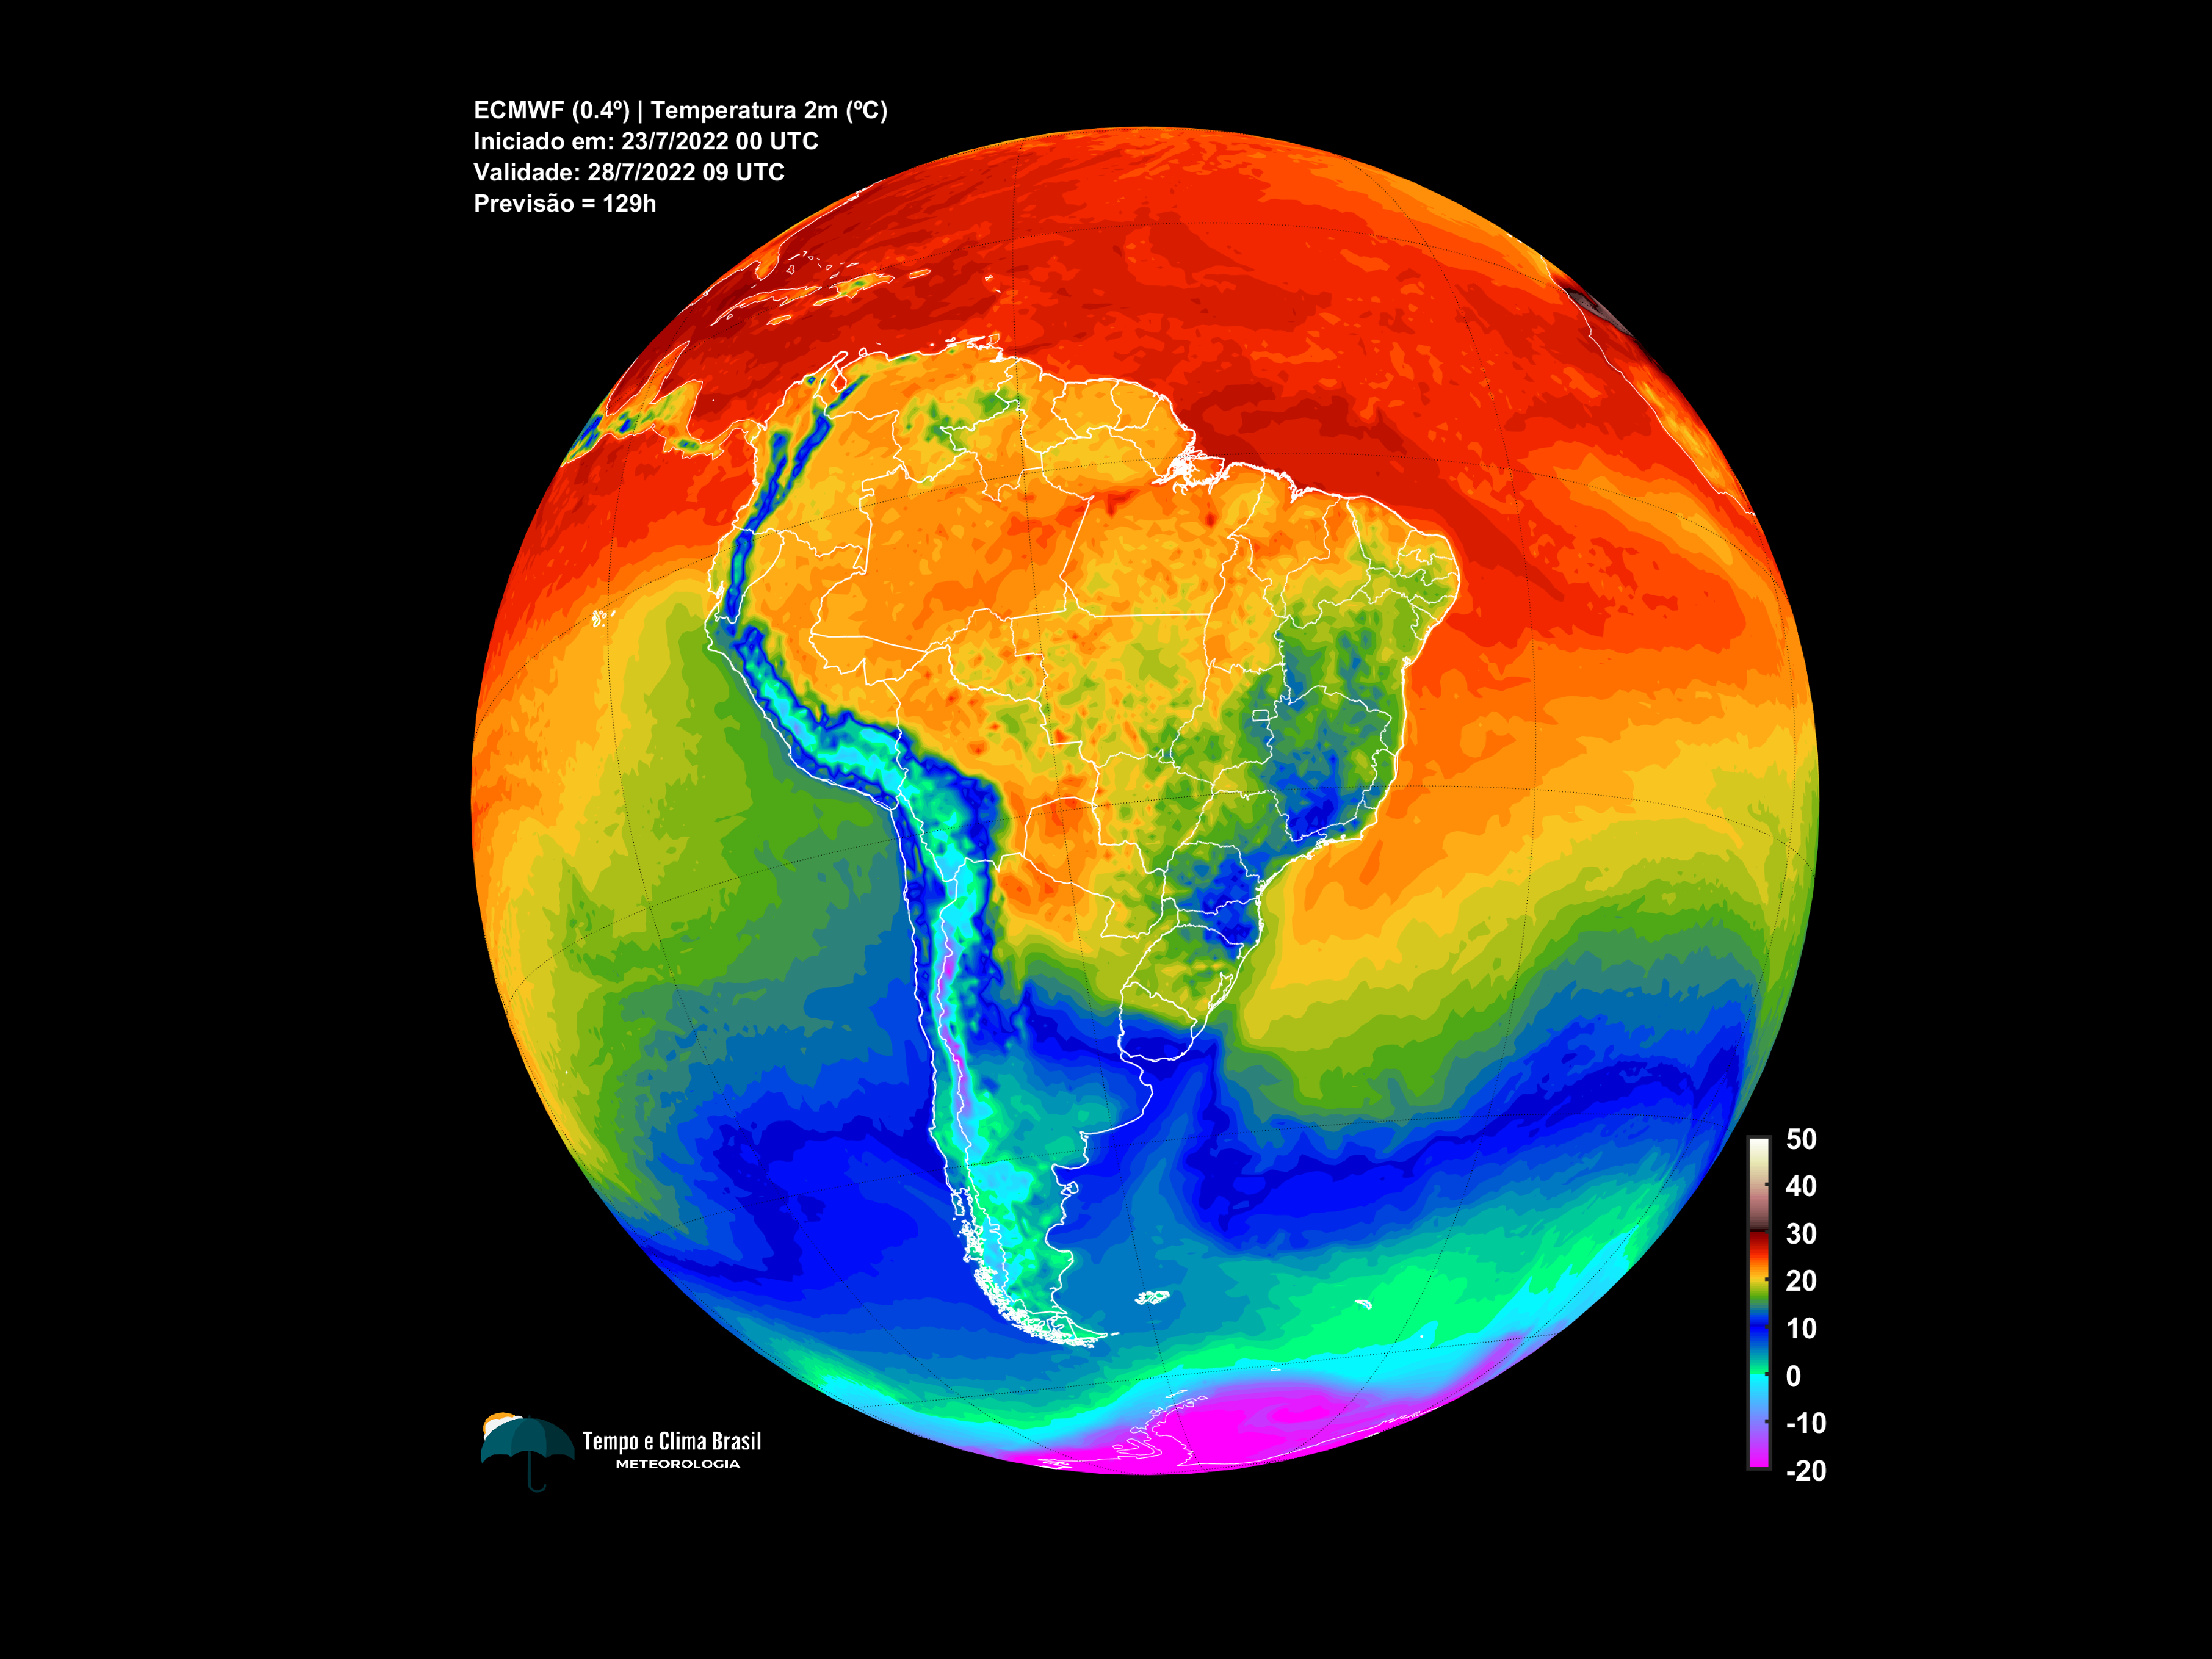 ECMWF (0.4º) | Temperatura 2m (ºC)
Iniciado em: 23/7/2022 00 UTC
Validade: 28/7/2022 09 UTC
Previsão = 129h
50
40
30
20
10
0
-10
-20
Tempo e Clima Brasil
METEOROLOGIA